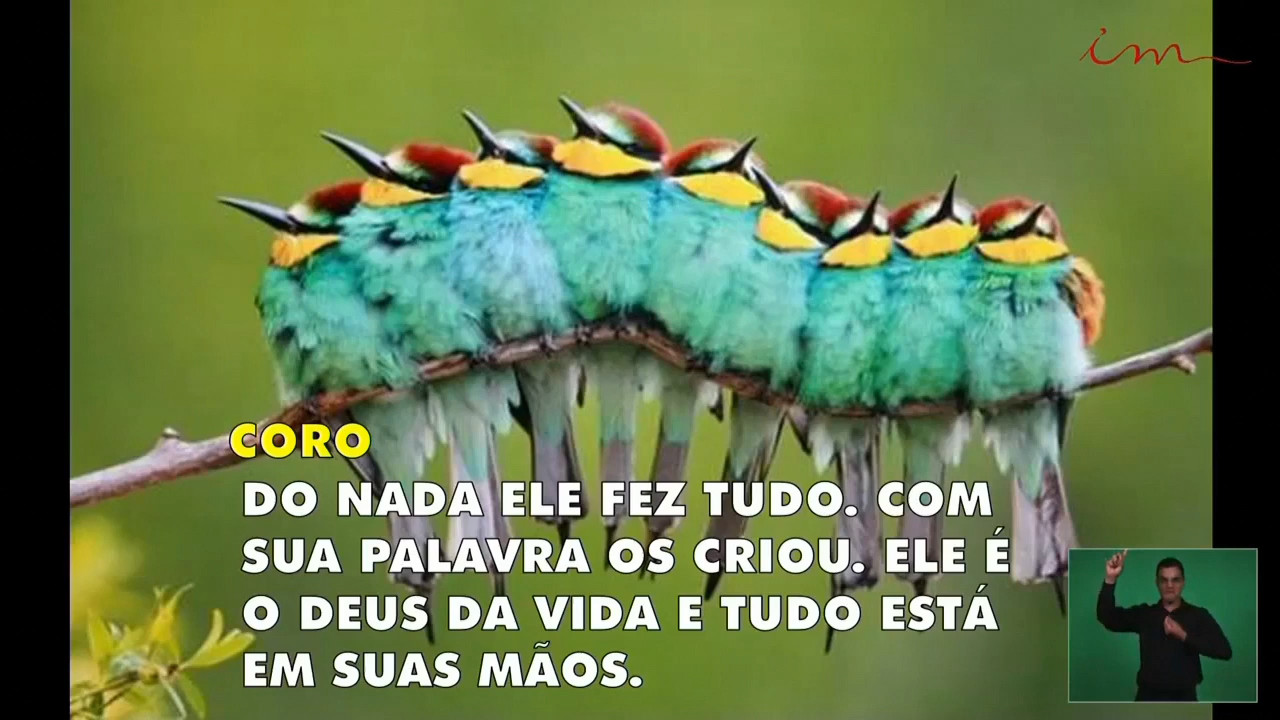 im
CORO
DO NADA ELE FEZ TUDO. COM
SUA PALAVRA OS CRIOU. ELE É
O DEUS DA VIDA E TUDO ESTÁ
EM SUAS MÃOS.